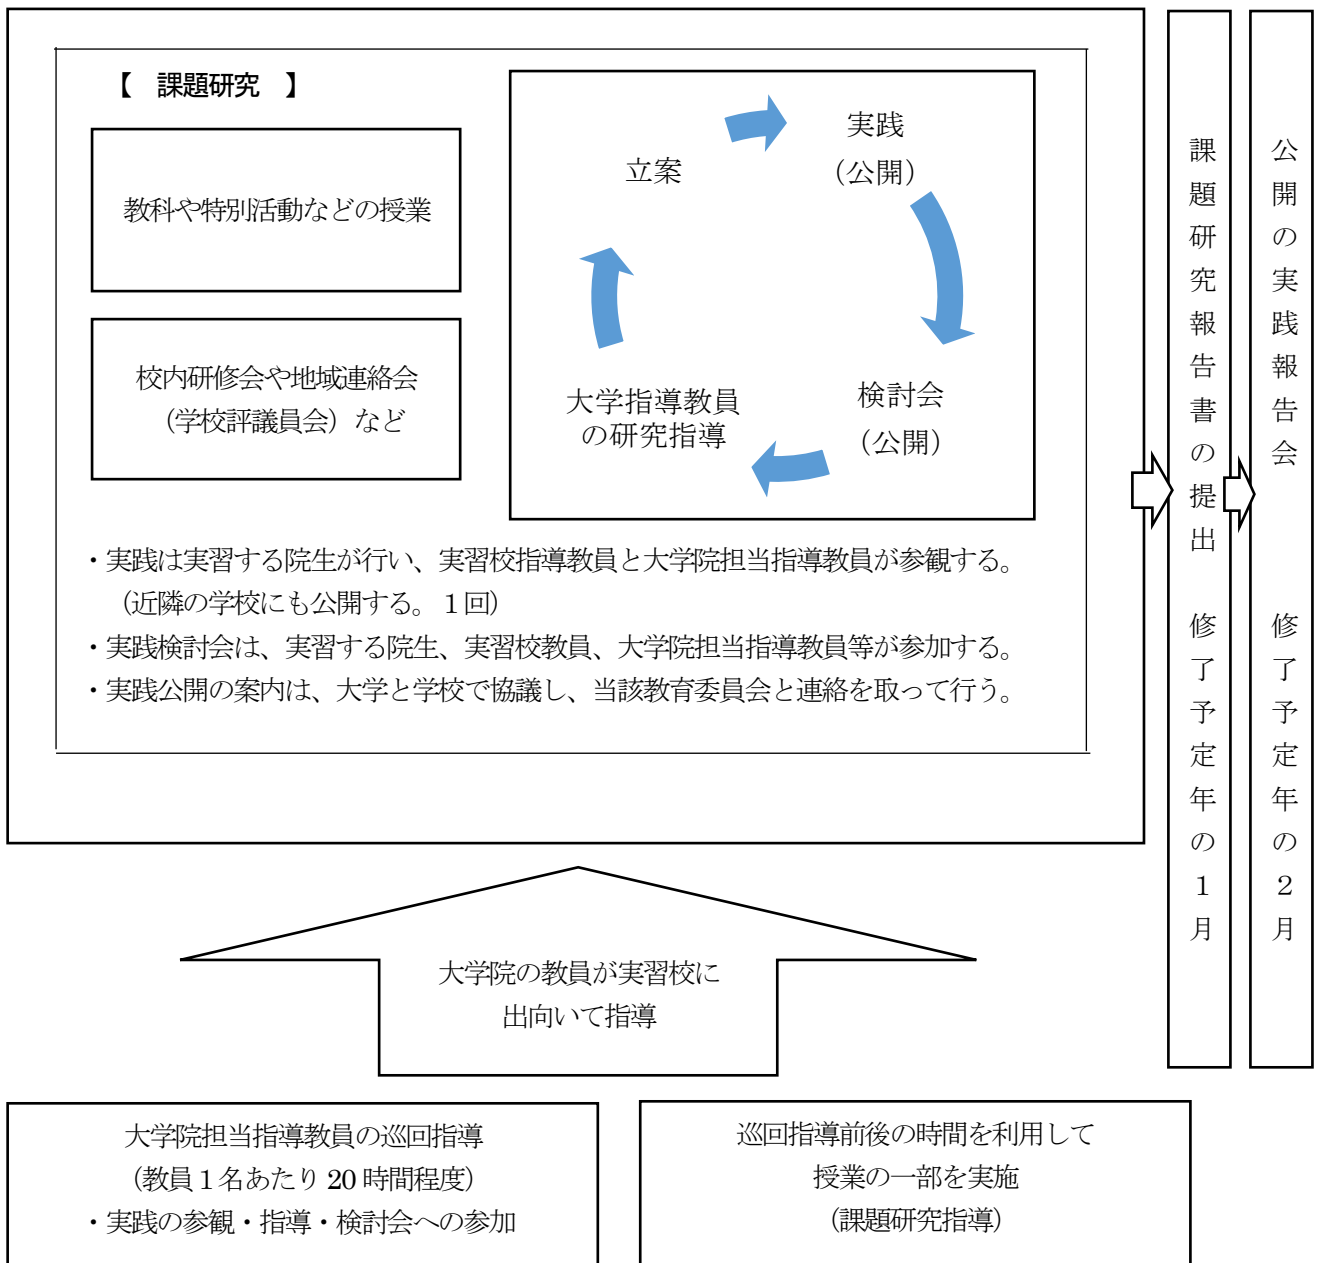 【　課題研究　】
教科や特別活動などの授業
校内研修会や地域連絡会
（学校評議員会）など
立案
実践
（公開）
検討会
（公開）
大学指導教員
の研究指導
・実践は実習する院生が行い、実習校指導教員と大学院担当指導教員が参観する。
（近隣の学校にも公開する。１回）
・実践検討会は、実習する院生、実習校教員、大学院担当指導教員等が参加する。
・実践公開の案内は、大学と学校で協議し、当該教育委員会と連絡を取って行う。
課題研究報告書の提出　修了予定年の１月
公開の実践報告会　修了予定年の２月
大学院の教員が実習校に
出向いて指導
大学院担当指導教員の巡回指導
（教員１名あたり 20 時間程度）
・実践の参観・指導・検討会への参加
巡回指導前後の時間を利用して
授業の一部を実施
（課題研究指導）